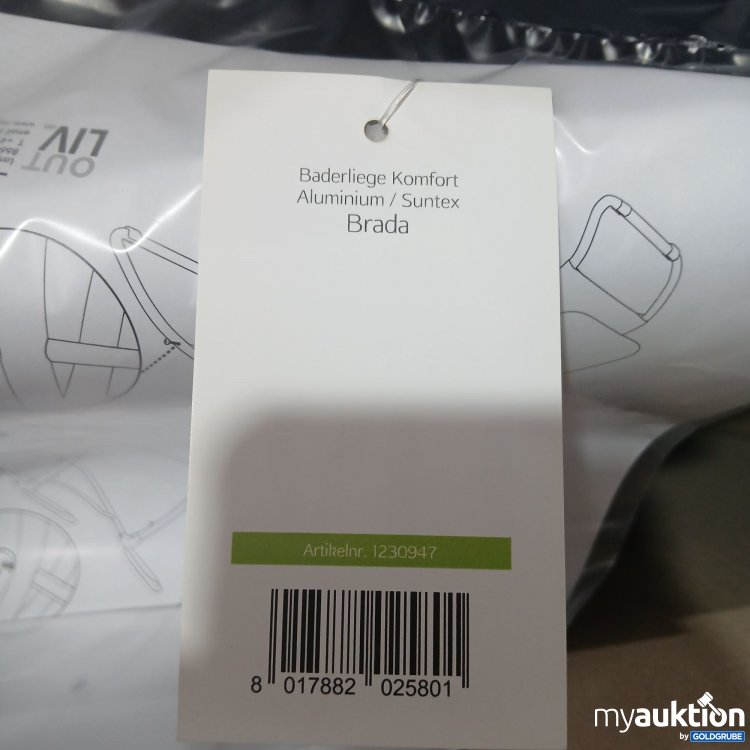 OUT
LIV
Baderliege Komfort
Aluminium / Suntex
Brada
Artikelnr. 1230947
8 017882 025801
myauktion
by GOLDGRUBE